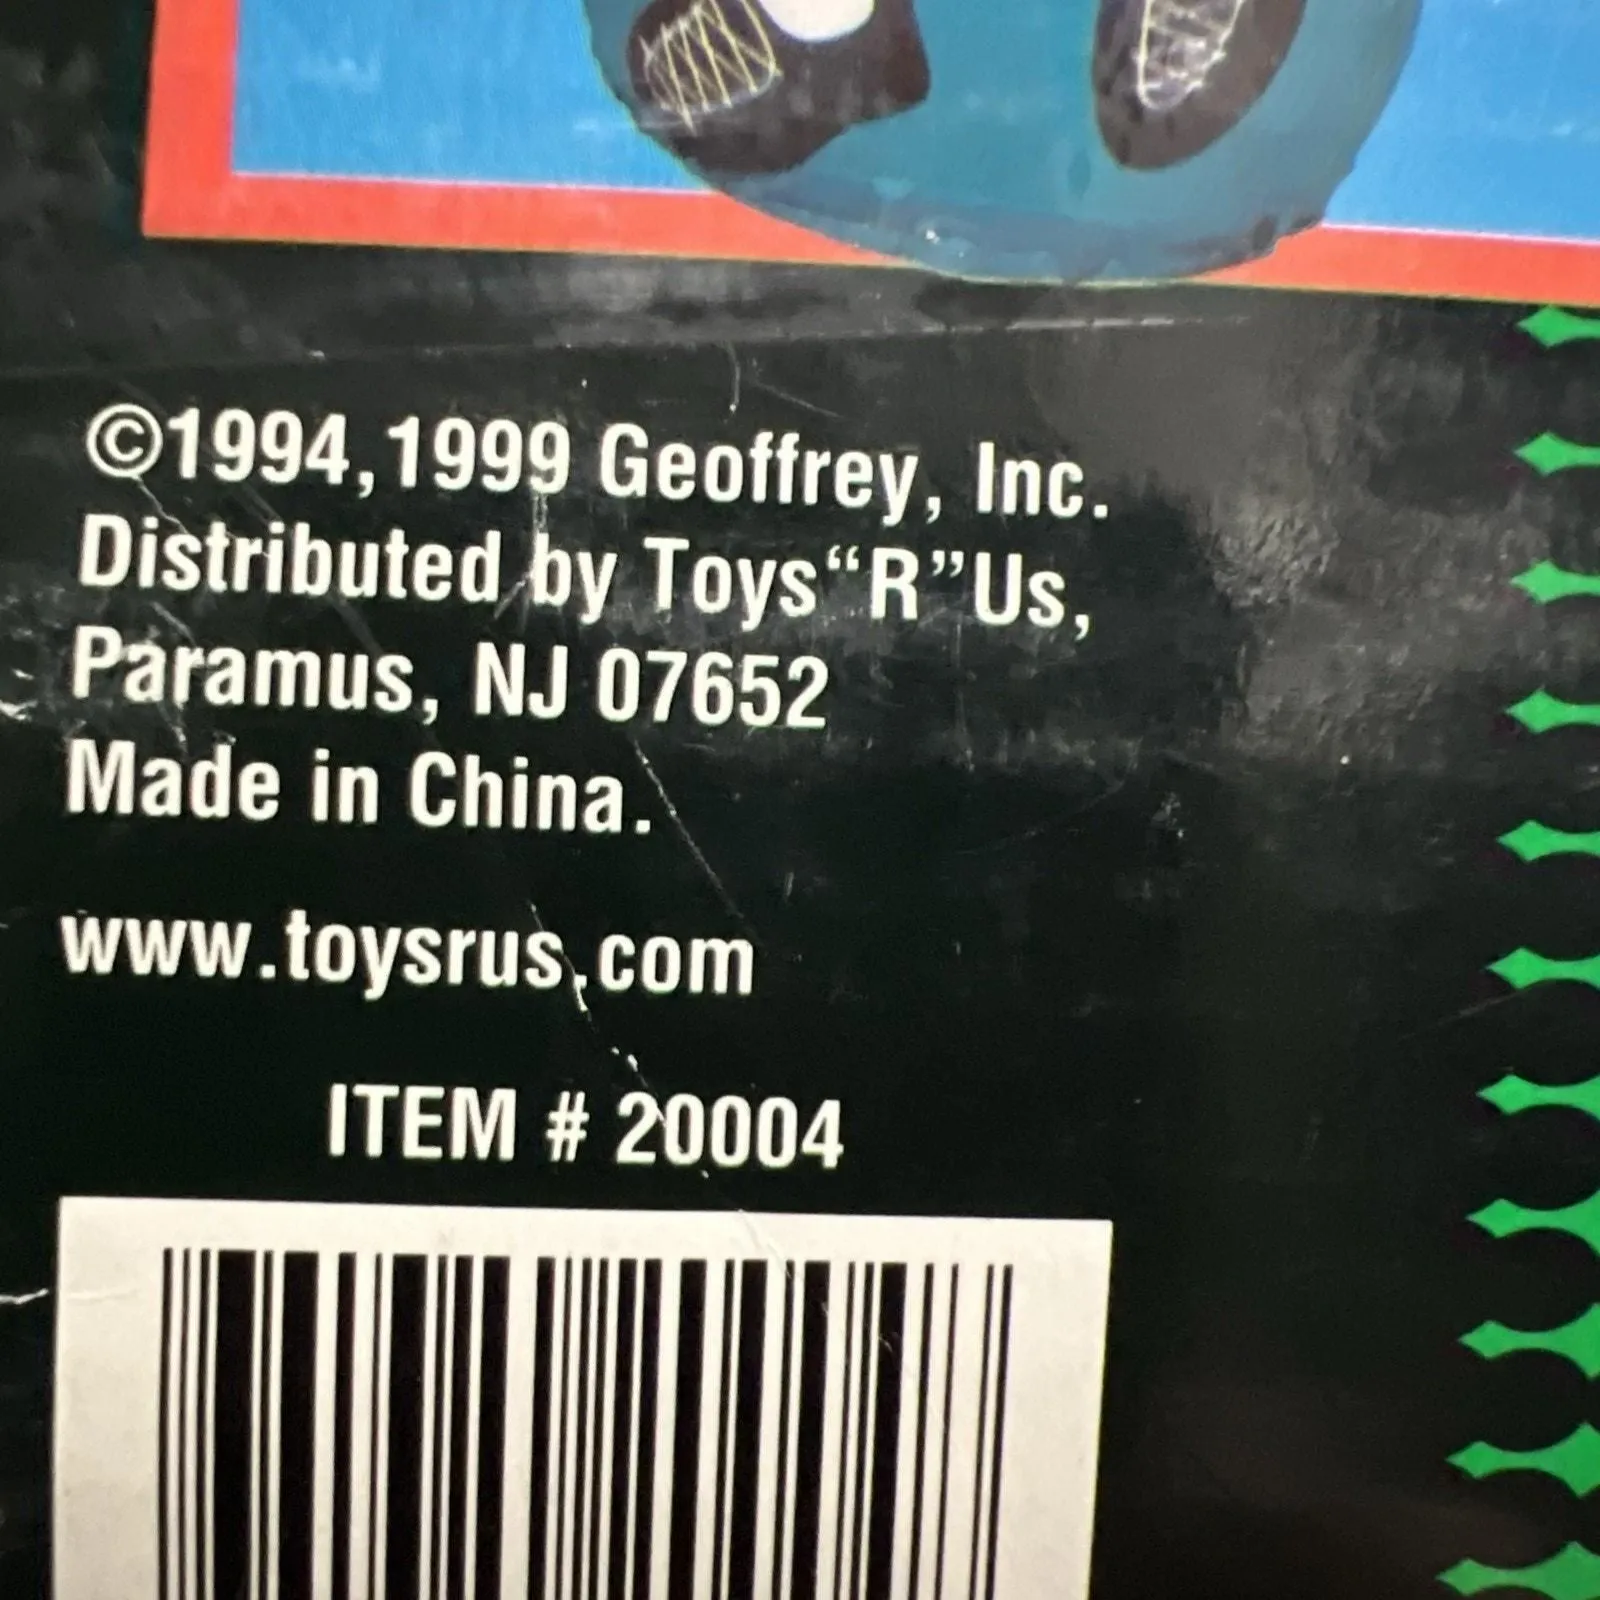 ©1994,1999 Geoffrey, Inc.
Distributed by Toys“R”Us,
Paramus, NJ 07652
Made in China.
www.toysrus.com
ITEM # 20004